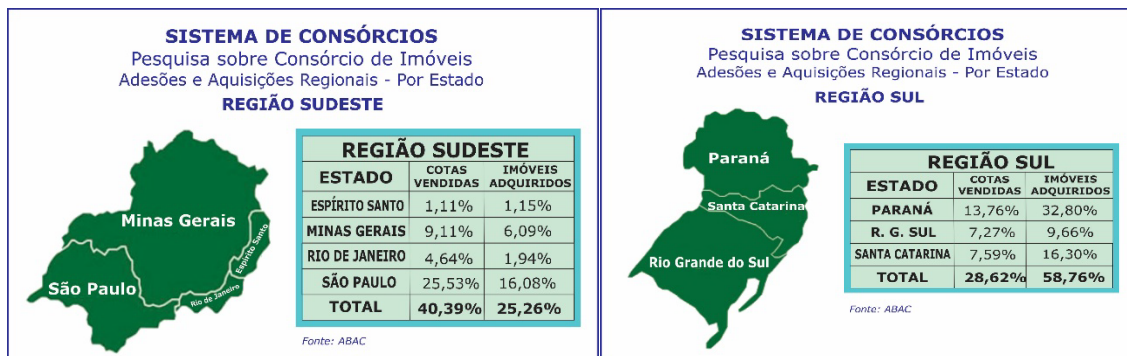 SISTEMA DE CONSÓRCIOS
Pesquisa sobre Consórcio de Imóveis
Adesões e Aquisições Regionais - Por Estado
REGIÃO SUDESTE
Minas Gerais
Espírito Santo
São Paulo
Rio de Janeiro
REGIÃO SUDESTE
ESTADO COTAS VENDIDAS IMÓVEIS ADQUIRIDOS
ESPÍRITO SANTO 1,11% 1,15%
MINAS GERAIS 9,11% 6,09%
RIO DE JANEIRO 4,64% 1,94%
SÃO PAULO 25,53% 16,08%
TOTAL 40,39% 25,26%
Fonte: ABAC
SISTEMA DE CONSÓRCIOS
Pesquisa sobre Consórcio de Imóveis
Adesões e Aquisições Regionais - Por Estado
REGIÃO SUL
Paraná
Santa Catarina
Rio Grande do Sul
REGIÃO SUL
ESTADO COTAS VENDIDAS IMÓVEIS ADQUIRIDOS
PARANÁ 13,76% 32,80%
R. G. SUL 7,27% 9,66%
SANTA CATARINA 7,59% 16,30%
TOTAL 28,62% 58,76%
Fonte: ABAC